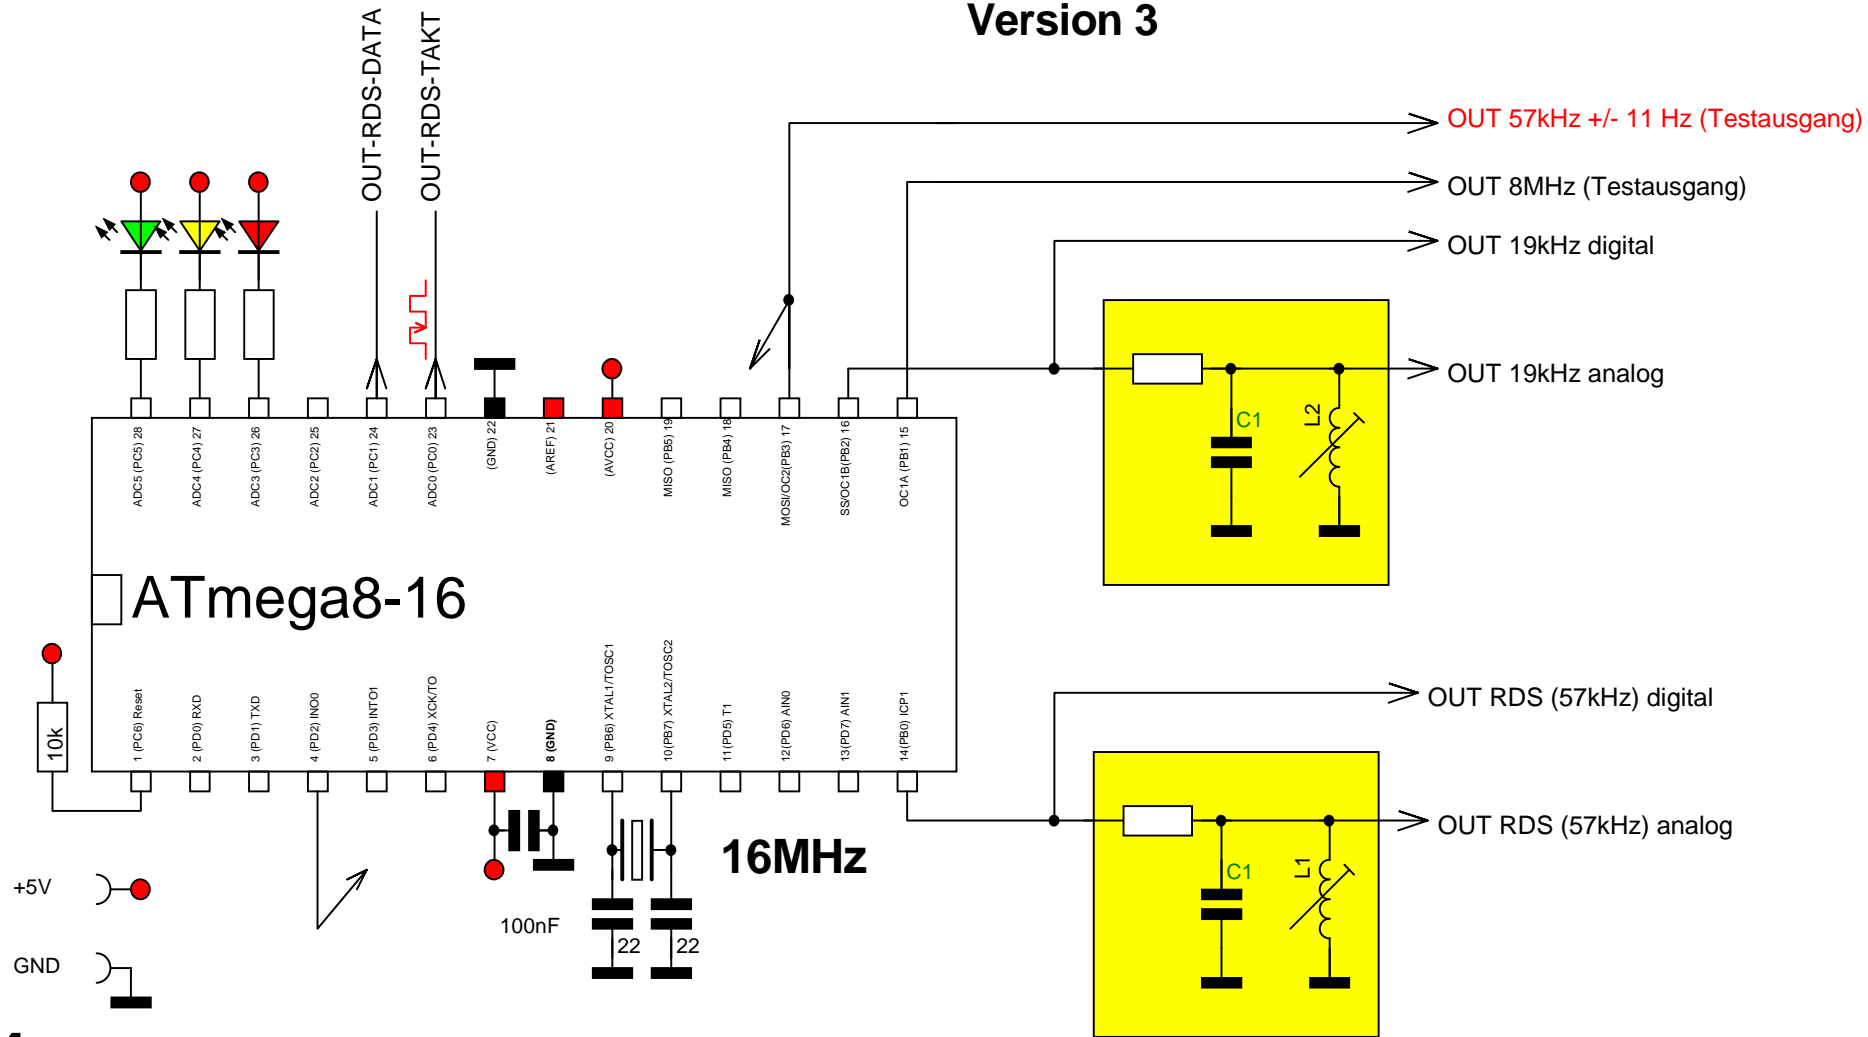 Version 3
OUT-RDS-DATA
OUT-RDS-TAKT
OUT 57kHz +/- 11 Hz (Testausgang)
OUT 8MHz (Testausgang)
OUT 19kHz digital
OUT 19kHz analog
C1
L2
ADC5 (PC5) 28
ADC4 (PC4) 27
ADC3 (PC3) 26
ADC2 (PC2) 25
ADC1 (PC1) 24
ADC0 (PC0) 23
(GND) 22
(AREF) 21
(AVCC) 20
MISO (PB5) 19
MISO (PB4) 18
MOSI/OC2(PB3) 17
SS/OC1B(PB2) 16
OC1A (PB1) 15
ATmega8-16
10k
1 (PC6) Reset
2 (PD0) RXD
3 (PD1) TXD
4 (PD2) INO0
5 (PD3) INTO1
6 (PD4) XCK/TO
7 (VCC)
8 (GND)
9 (PB6) XTAL1/TOSC1
10(PB7) XTAL2/TOSC2
11(PD5) T1
12(PD6) AIN0
13(PD7) AIN1
14(PB0) ICP1
OUT RDS (57kHz) digital
OUT RDS (57kHz) analog
C1
L1
16MHz
100nF
22
22
+5V
GND